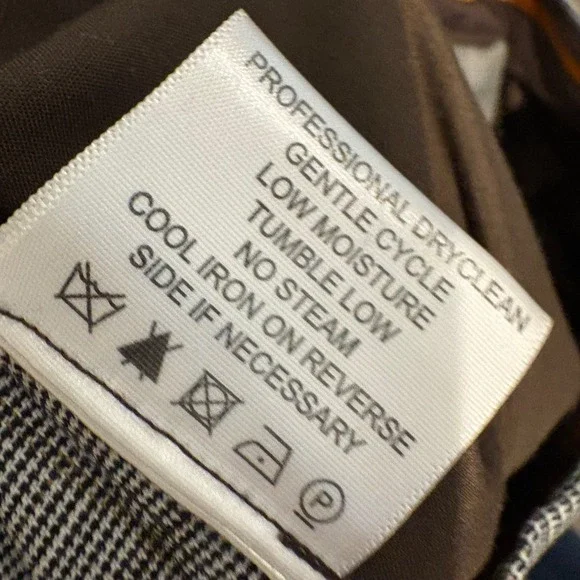 PROFESSIONAL DRYCLEAN
GENTLE CYCLE
LOW MOISTURE
TUMBLE LOW
NO STEAM
COOL IRON ON REVERSE
SIDE IF NECESSARY
P